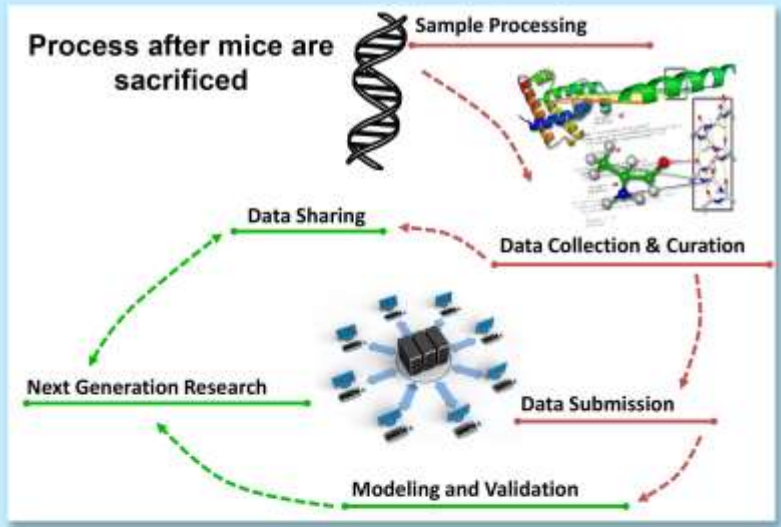 Process after mice are
sacrificed
Sample Processing
Data Sharing
Data Collection & Curation
Next Generation Research
Data Submission
Modeling and Validation